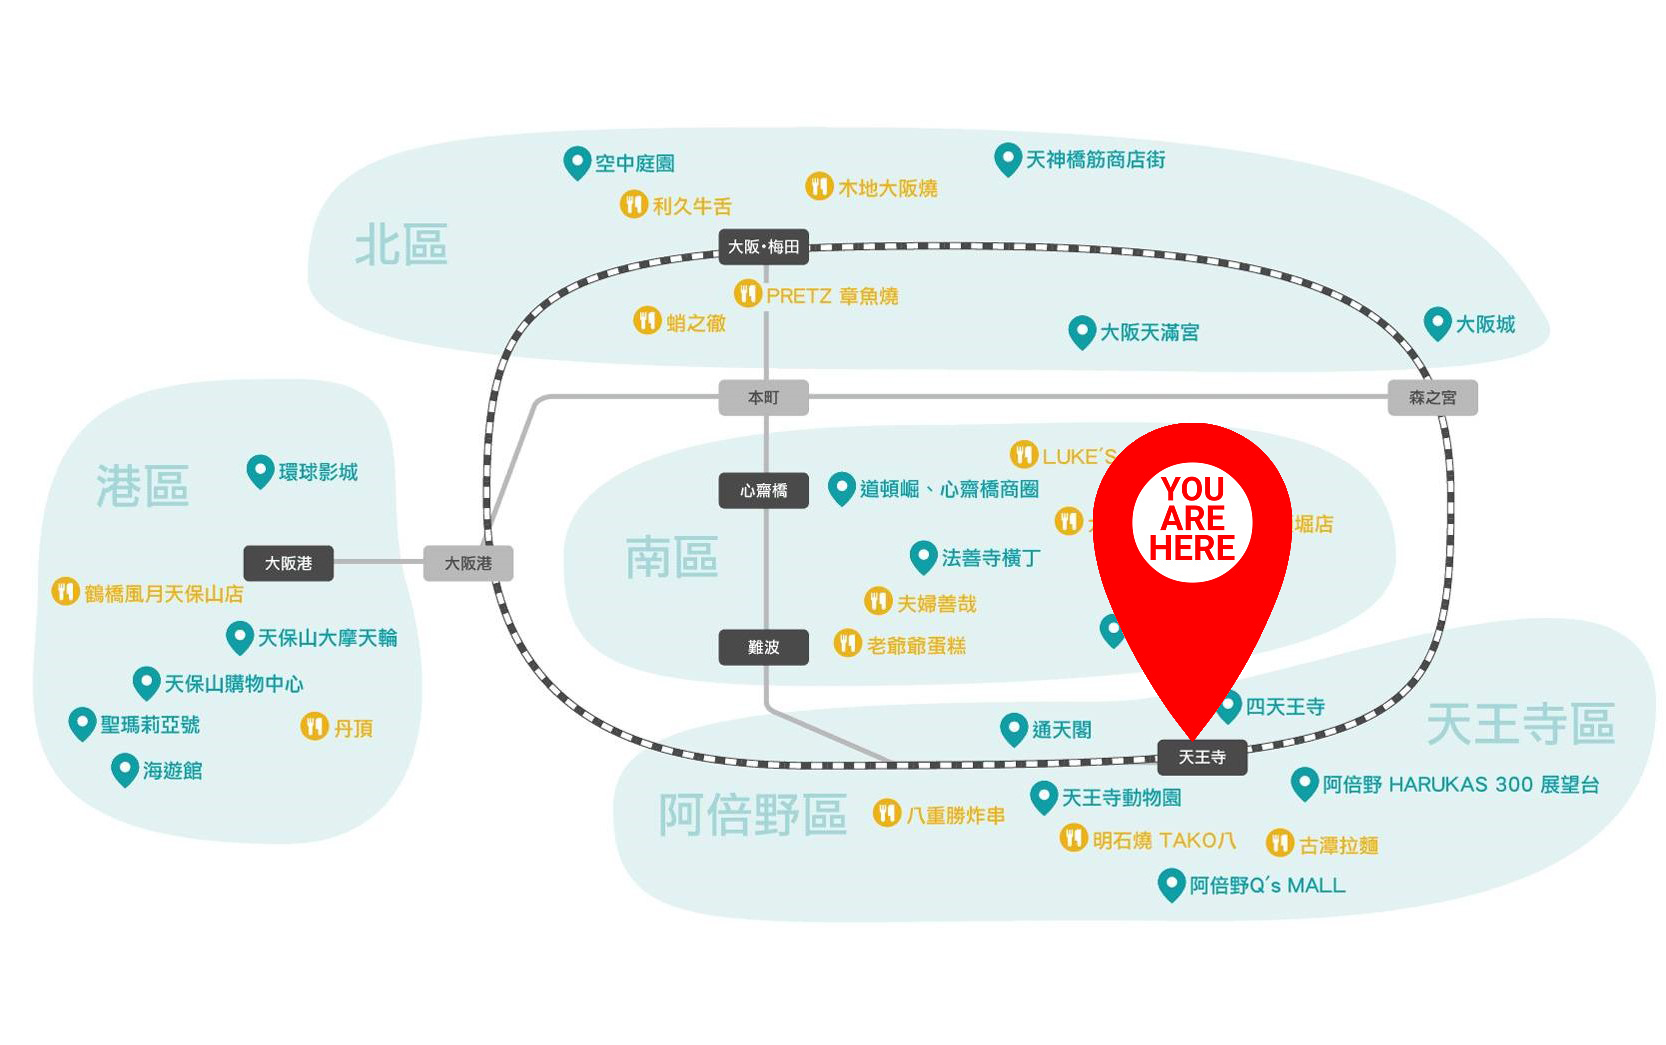 空中庭園
天神橋筋商店街
利久牛舌
木地大阪燒
北區
大阪・梅田
PRETZ 章魚燒
蛸之徹
大阪天滿宮
大阪城
本町
森之宮
港區
環球影城
LUKE'S
YOU
ARE
HERE
心齋橋
道頓崛、心齋橋商圈
堀店
南區
法善寺橫丁
大阪港
大阪港
鶴橋風月天保山店
夫婦善哉
天保山大摩天輪
難波
老爺爺蛋糕
天保山購物中心
聖瑪莉亞號
丹頂
海遊館
四天王寺
天王寺區
通天閣
天王寺
阿倍野區
天王寺動物園
阿倍野 HARUKAS 300 展望台
八重勝炸串
明石燒 TAKO八
古潭拉麵
阿倍野Q's MALL